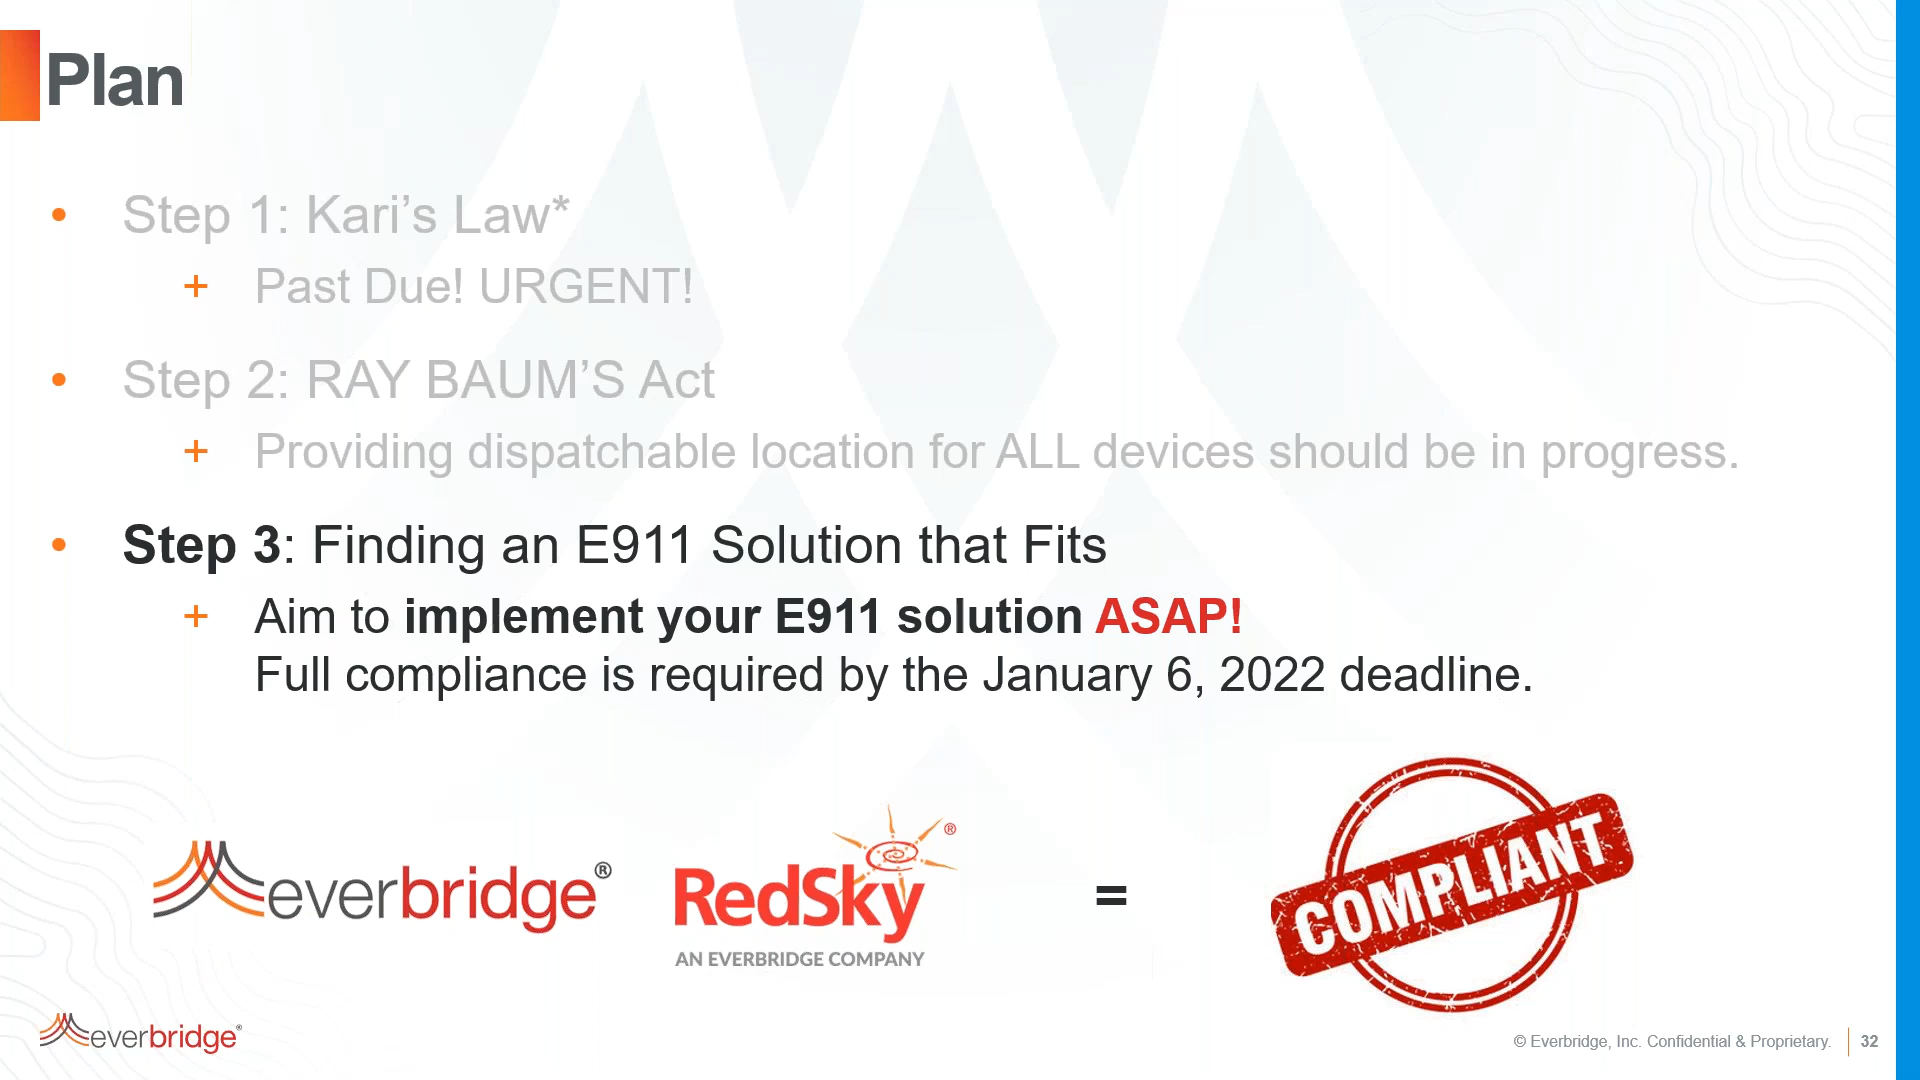 Plan
• Step 1: Kari’s Law*
+ Past Due! URGENT!
• Step 2: RAY BAUM’S Act
+ Providing dispatchable location for ALL devices should be in progress.
• Step 3: Finding an E911 Solution that Fits
+ Aim to implement your E911 solution ASAP!
Full compliance is required by the January 6, 2022 deadline.
everbridge®
RedSky®
AN EVERBRIDGE COMPANY
=
COMPLIANT
everbridge®
© Everbridge, Inc. Confidential & Proprietary. 32